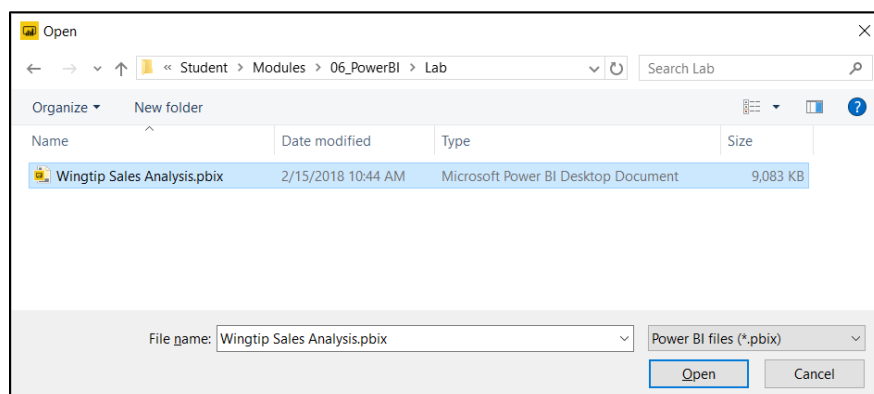 Open
« Student > Modules > 06_PowerBI > Lab
Search Lab
Organize
New folder
Name
Date modified
Type
Size
Wingtip Sales Analysis.pbix
2/15/2018 10:44 AM
Microsoft Power BI Desktop Document
9,083 KB
File name:
Wingtip Sales Analysis.pbix
Power BI files (*.pbix)
Open
Cancel